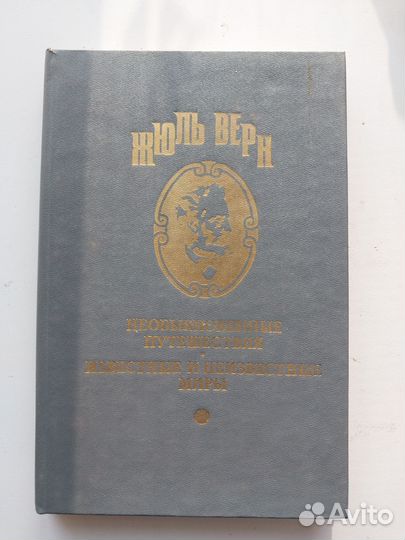 ЖЮЛЬ ВЕРН
НЕОБЫКНОВЕННЫЕ
ПУТЕШЕСТВИЯ
ИЗВЕСТНЫЕ И НЕИЗВЕСТНЫЕ
МИРЫ
Avito